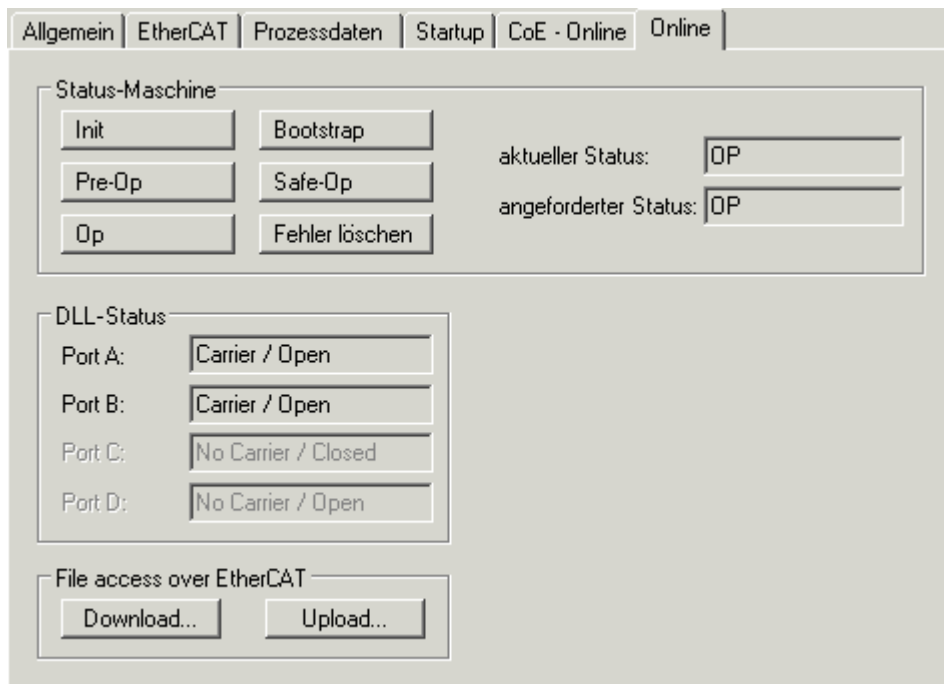 Allgemein EtherCAT Prozessdaten Startup CoE - Online Online
Status-Maschine
Init Bootstrap
aktueller Status: OP
Pre-Op Safe-Op
angeforderter Status: OP
Op Fehler löschen
DLL-Status
Port A: Carrier / Open
Port B: Carrier / Open
Port C: No Carrier / Closed
Port D: No Carrier / Open
File access over EtherCAT
Download... Upload...